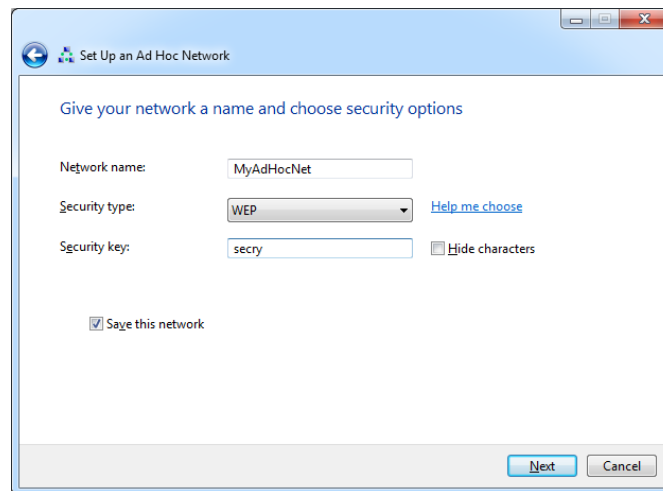 Set Up an Ad Hoc Network
Give your network a name and choose security options
Network name: MyAdHocNet
Security type: WEP Help me choose
Security key: secry Hide characters
Save this network
Next Cancel